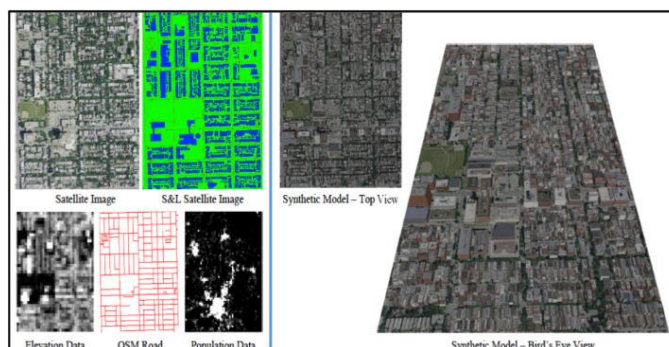 Satellite Image
S&L Satellite Image
Synthetic Model – Top View
Elevation Data
OSM Road
Population Data
Synthetic Model – Bird's Eye View